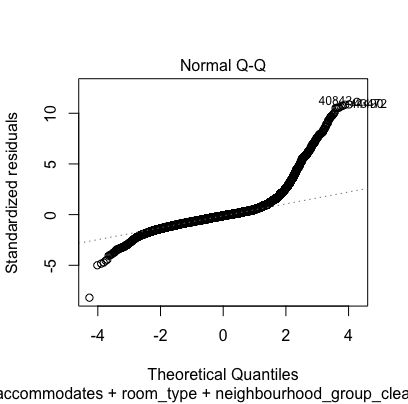 Normal Q-Q
Standardized residuals
10
5
0
-5
-4
-2
0
2
4
Theoretical Quantiles
accommodates + room_type + neighbourhood_group_clea